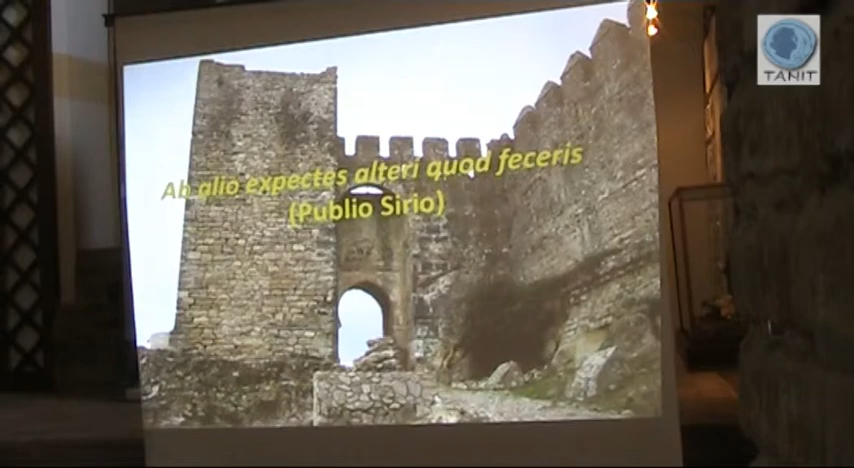 TANIT
Ab alio expectes alteri quod feceris
(Publio Sirio)